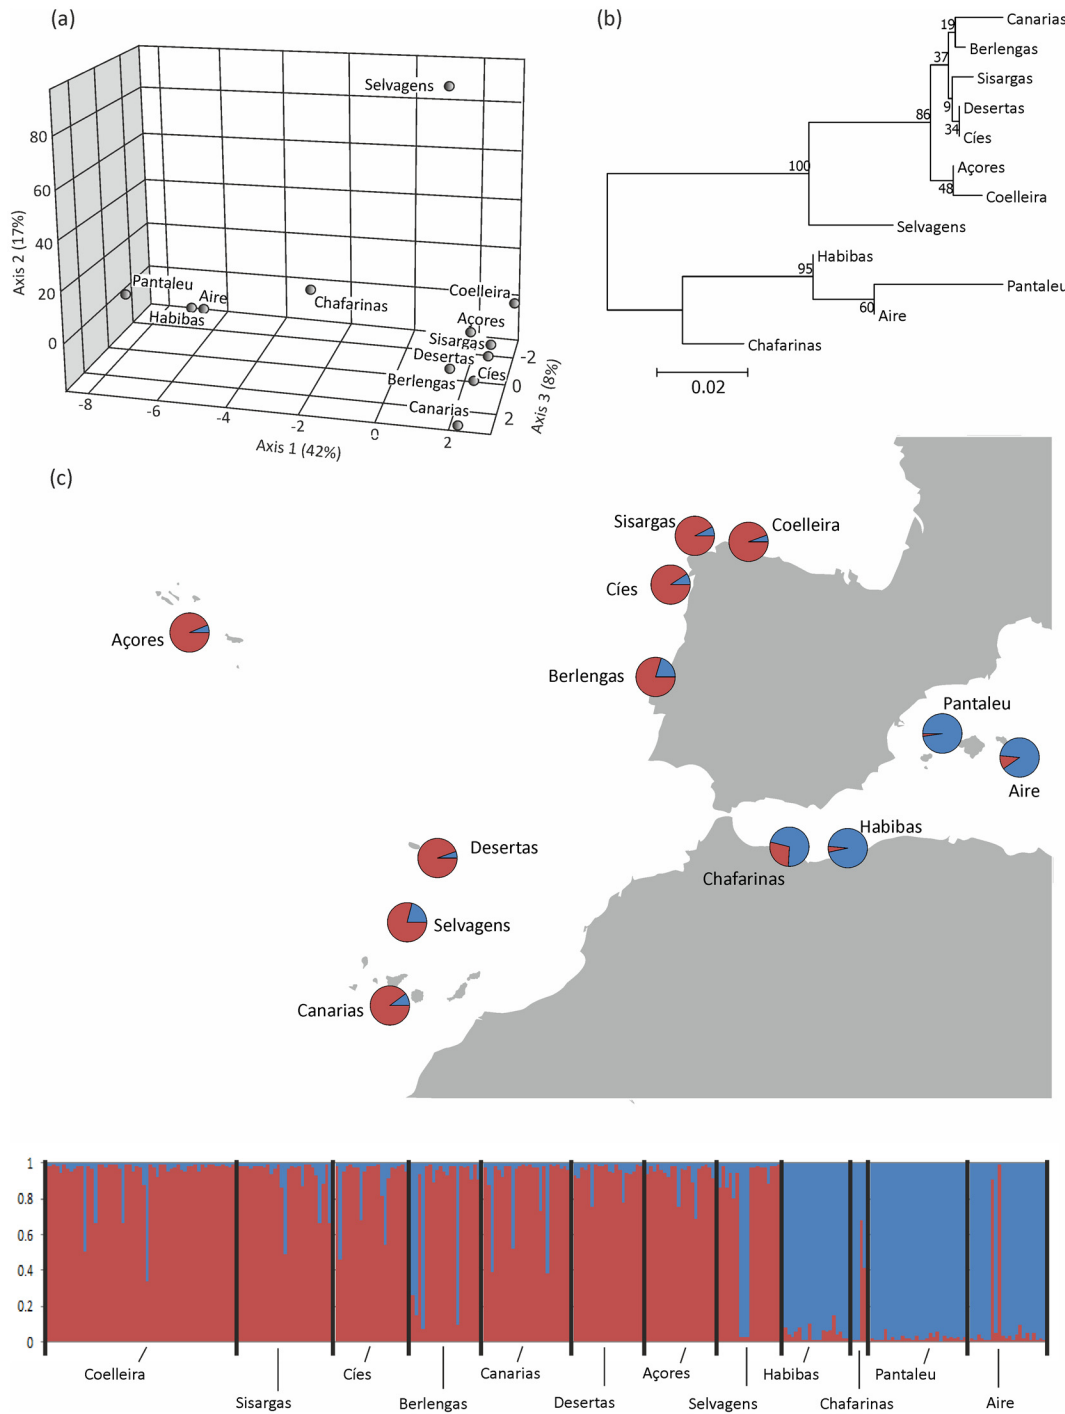 (a)
Selvagens
80
60
40
20
0
Axis 2 (17%)
Pantaleu
Aire
Habibas
Chafarinas
Coelleira
Açores
Sisargas
Desertas
Cíes
Berlengas
Canarias
-2
0
2
Axis 3 (8%)
-8
-6
-4
-2
0
2
Axis 1 (42%)
(b)
19
Canarias
Berlengas
37
Sisargas
9
Desertas
86
34
Cíes
100
Açores
48
Coelleira
Selvagens
Habibas
95
Pantaleu
60
Aire
Chafarinas
0.02
(c)
Sisargas
Coelleira
Cíes
Açores
Berlengas
Pantaleu
Aire
Habibas
Chafarinas
Desertas
Selvagens
Canarias
1
0.8
0.6
0.4
0.2
0
Coelleira
Sisargas
Cíes
Berlengas
Canarias
Desertas
Açores
Selvagens
Habibas
Chafarinas
Pantaleu
Aire